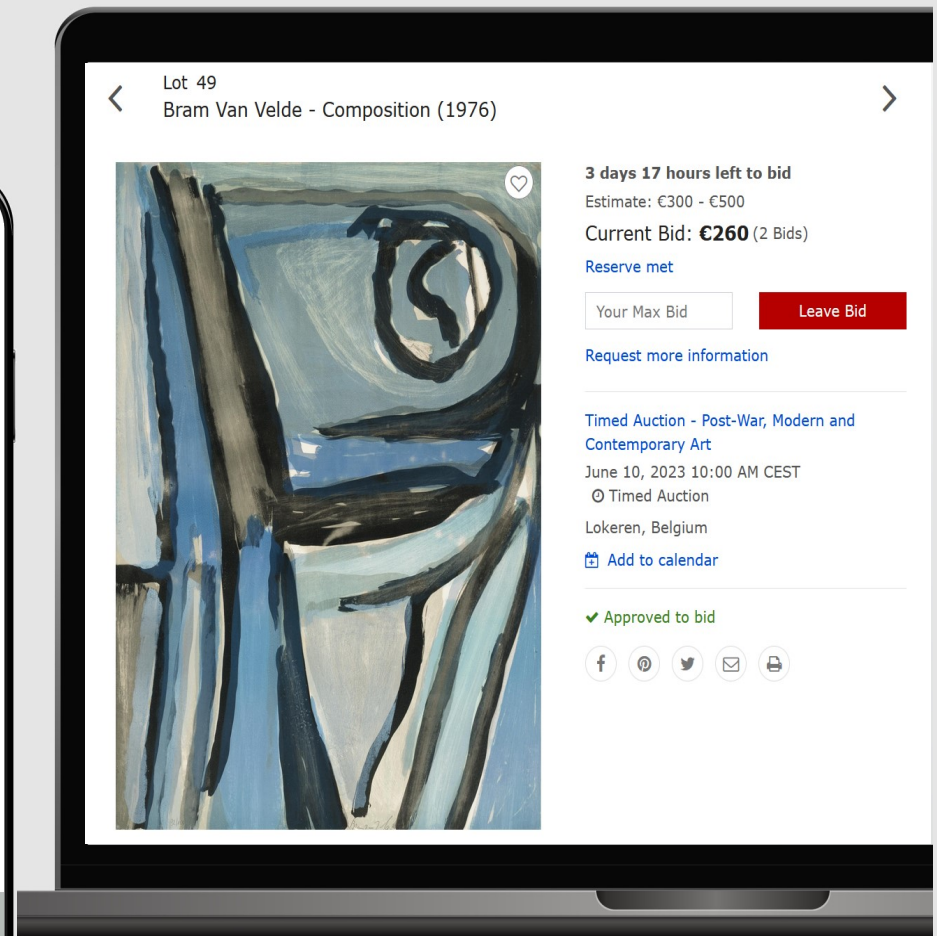 Lot 49
Bram Van Velde - Composition (1976)
3 days 17 hours left to bid
Estimate: €300 - €500
Current Bid: €260 (2 Bids)
Reserve met
Your Max Bid
Leave Bid
Request more information
Timed Auction - Post-War, Modern and
Contemporary Art
June 10, 2023 10:00 AM CEST
Timed Auction
Lokeren, Belgium
Add to calendar
Approved to bid